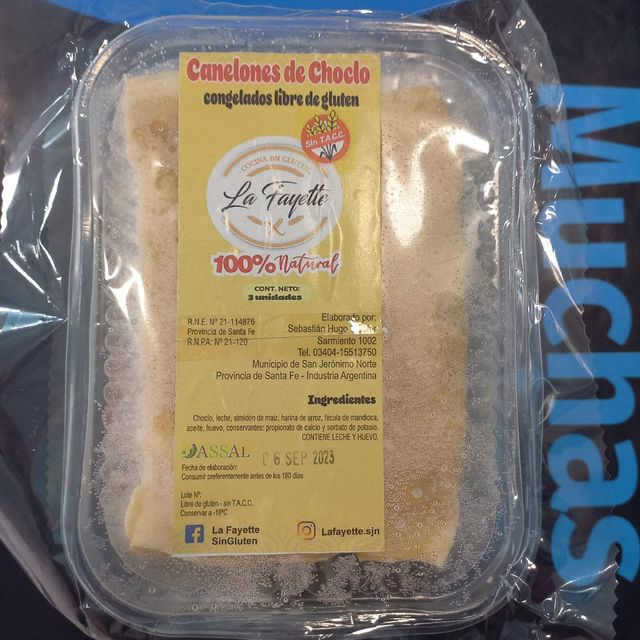 Canelones de Choclo
congelados libre de gluten
Sin T.A.C.C.
COCINA SIN GLUTEN
La Fayette
100% Natural
CONT. NETO:
3 unidades
R.N.E. Nº 21-114876
Provincia de Santa Fe
R.N.P.A. Nº 21-120
Elaborado por:
Sebastián Hugo
Sarmiento 1002
Tel. 03404-15513750
Municipio de San Jerónimo Norte
Provincia de Santa Fe - Industria Argentina
Ingredientes
Choclo, leche, almidón de maíz, harina de arroz, fécula de mandioca,
aceite, huevo, conservantes: propionato de calcio y sorbato de potasio.
CONTIENE LECHE Y HUEVO.
ASSAL
06 SEP 2023
Fecha de elaboración:
Consumir preferentemente antes de los 180 días
Lote Nº:
Libre de gluten - sin T.A.C.C.
Conservar a -18ºC
La Fayette
SinGluten
Lafayette.sjn
Muchas